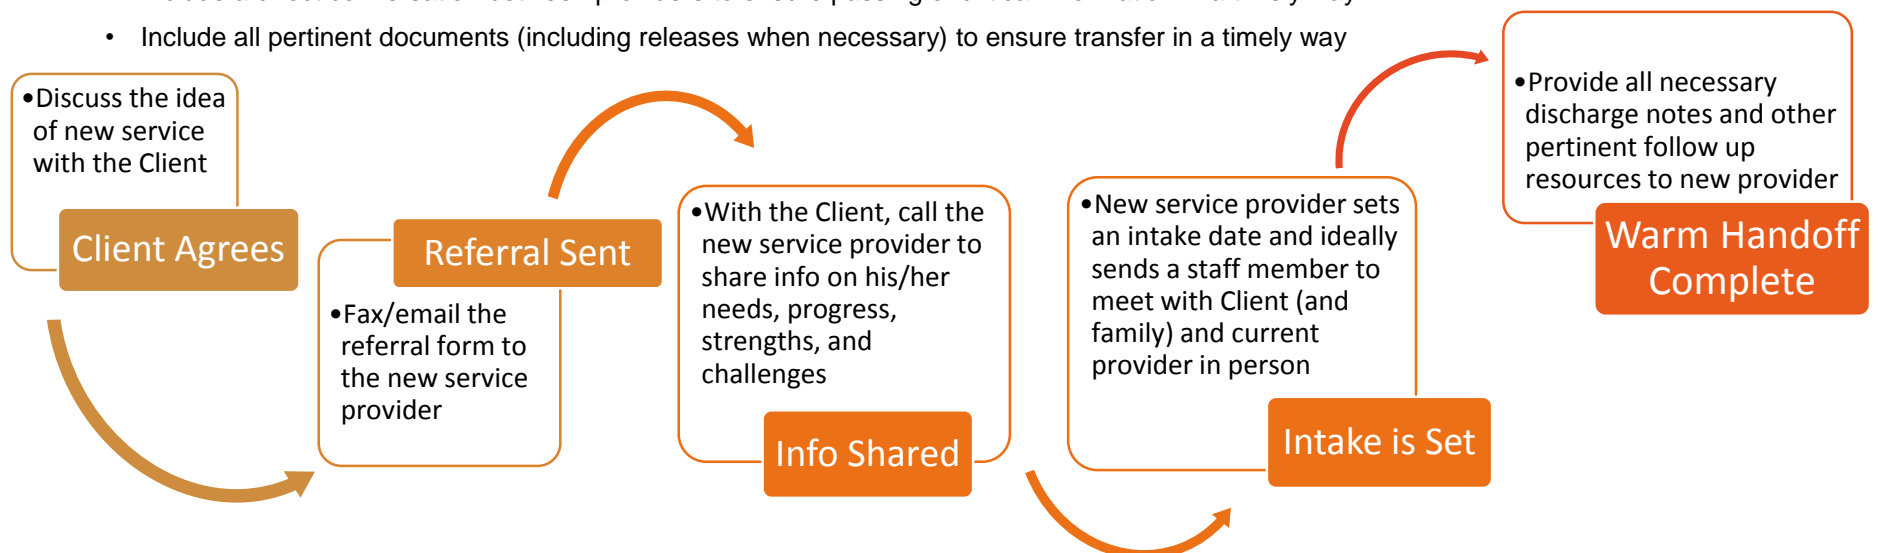 • Include all pertinent documents (including releases when necessary) to ensure transfer in a timely way
•Discuss the idea
of new service
with the Client
Client Agrees
Referral Sent
•Fax/email the
referral form to
the new service
provider
•With the Client, call the
new service provider to
share info on his/her
needs, progress,
strengths, and
challenges
Info Shared
•New service provider sets
an intake date and ideally
sends a staff member to
meet with Client (and
family) and current
provider in person
Intake is Set
•Provide all necessary
discharge notes and other
pertinent follow up
resources to new provider
Warm Handoff
Complete